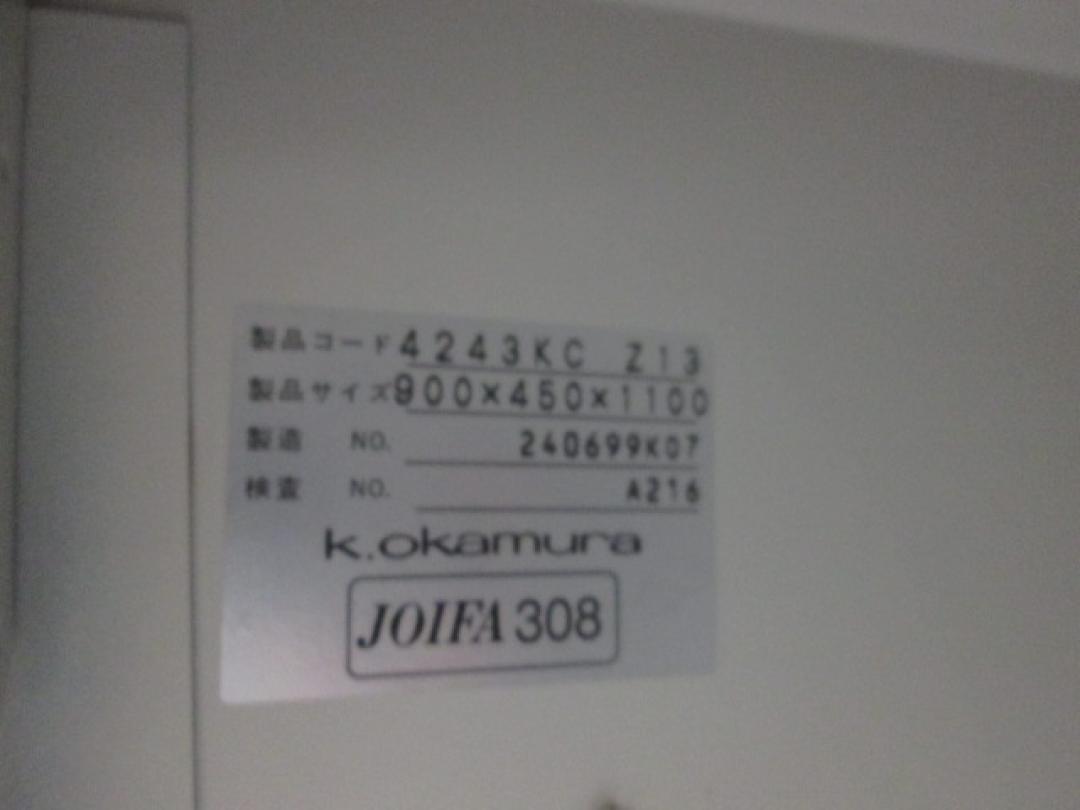 製品コード 4243KC Z13
製品サイズ 900×450×1100
製造 NO. 240699K07
検査 NO. A216
k.okamura
JOIFA 308